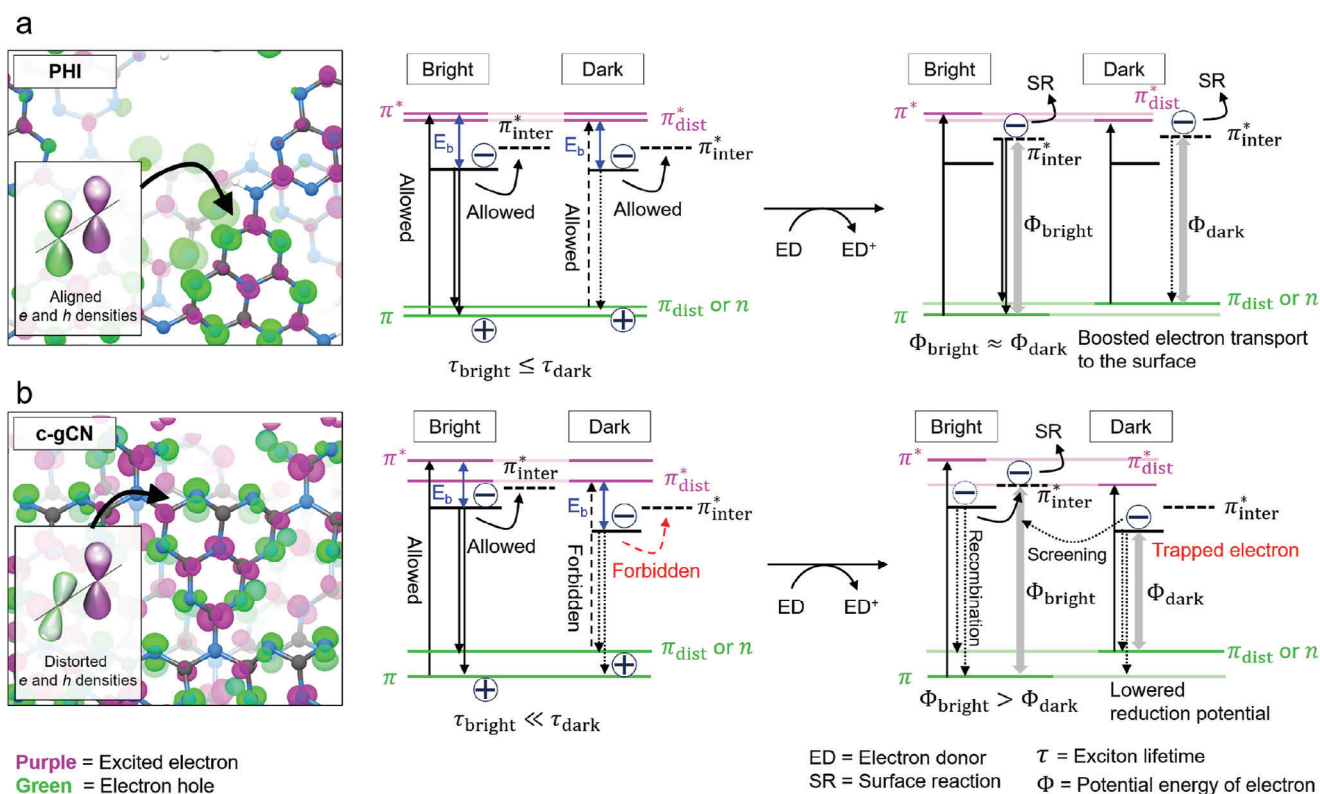 a
PHI
Aligned
e and h densities
Bright
Dark
π*
π*dist
Eb
π*inter
Eb
π*inter
Allowed
Allowed
Allowed
Allowed
π
πdist or n
τbright ≤ τdark
ED
ED+
Bright
Dark
SR
SR
π*
π*dist
π*inter
π*inter
Φbright
Φdark
π
πdist or n
Φbright ≈ Φdark
Boosted electron transport
to the surface
b
c-gCN
Distorted
e and h densities
Bright
Dark
π*
π*dist
Eb
π*inter
Eb
π*inter
Allowed
Allowed
Forbidden
Forbidden
π
πdist or n
τbright ≪ τdark
ED
ED+
Bright
Dark
SR
π*
π*dist
π*inter
π*inter
Recombination
Screening
Trapped electron
Φbright
Φdark
π
πdist or n
Φbright > Φdark
Lowered
reduction potential
Purple = Excited electron
Green = Electron hole
ED = Electron donor
SR = Surface reaction
τ = Exciton lifetime
Φ = Potential energy of electron